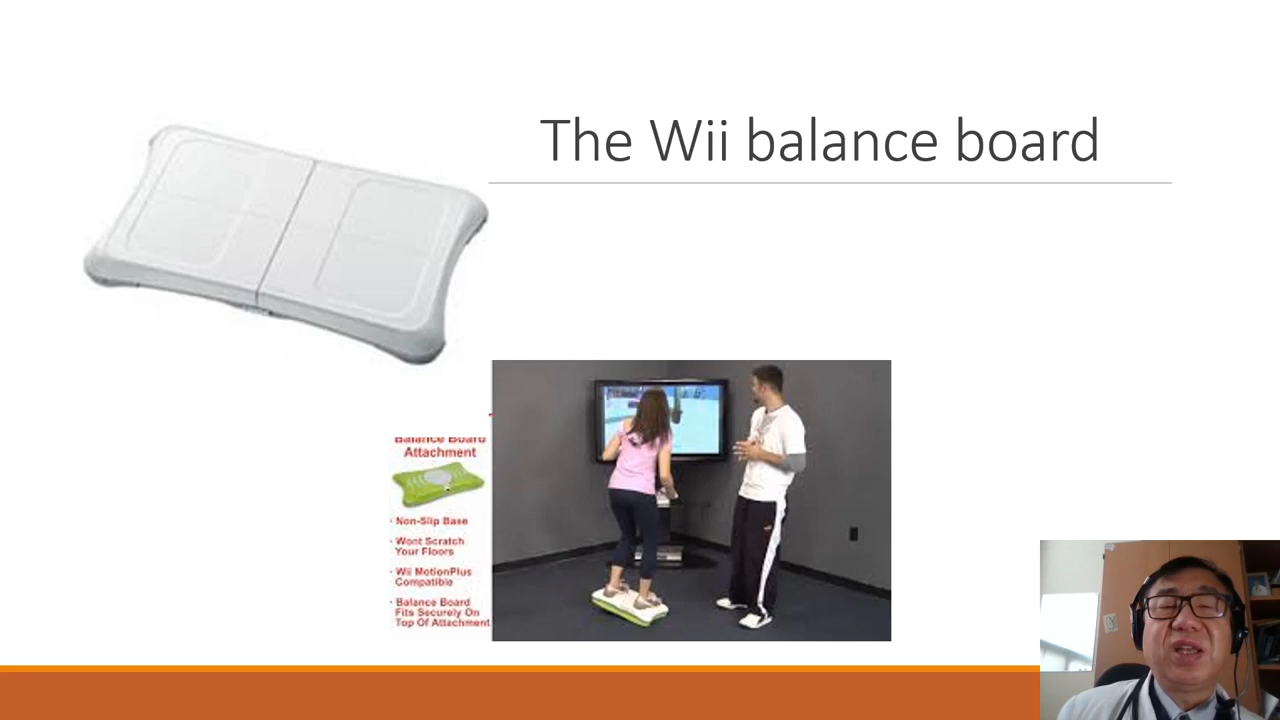 The Wii balance board
Balance Board
Attachment
· Non-Slip Base
· Wont Scratch
Your Floors
· Wii MotionPlus
Compatible
· Balance Board
Fits Securely On
Top Of Attachment